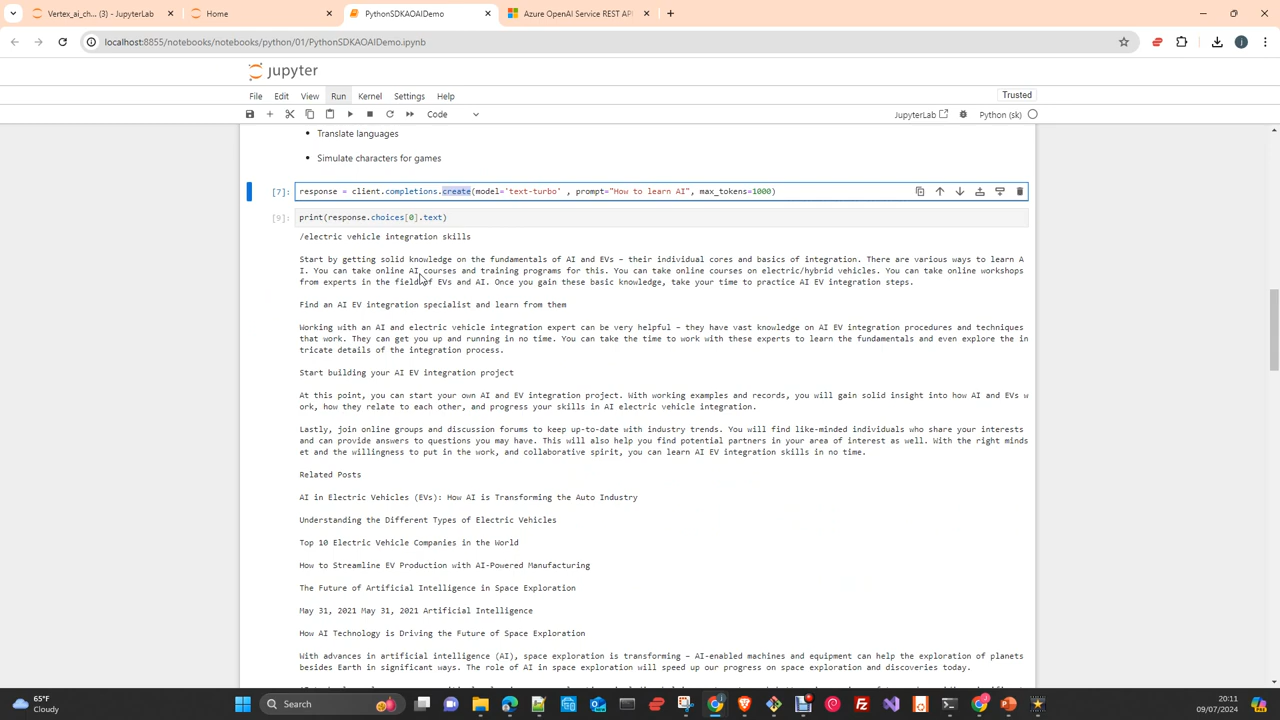 Vertex_ai_ch... (3) - JupyterLab
Home
PythonSDKAOAIDemo
Azure OpenAI Service REST API
localhost:8855/notebooks/notebooks/python/01/PythonSDKAOAIDemo.ipynb
jupyter
File Edit View Run Kernel Settings Help
Trusted
Code
JupyterLab
Python (sk)
• Translate languages
• Simulate characters for games
[7]: response = client.completions.create(model='text-turbo' , prompt="How to learn AI", max_tokens=1000)
[9]: print(response.choices[0].text)
/electric vehicle integration skills
Start by getting solid knowledge on the fundamentals of AI and EVs – their individual cores and basics of integration. There are various ways to learn A
I. You can take online AI courses and training programs for this. You can take online courses on electric/hybrid vehicles. You can take online workshops
from experts in the field of EVs and AI. Once you gain these basic knowledge, take your time to practice AI EV integration steps.
Find an AI EV integration specialist and learn from them
Working with an AI and electric vehicle integration expert can be very helpful – they have vast knowledge on AI EV integration procedures and techniques
that work. They can get you up and running in no time. You can take the time to work with these experts to learn the fundamentals and even explore the in
tricate details of the integration process.
Start building your AI EV integration project
At this point, you can start your own AI and EV integration project. With working examples and records, you will gain solid insight into how AI and EVs w
ork, how they relate to each other, and progress your skills in AI electric vehicle integration.
Lastly, join online groups and discussion forums to keep up-to-date with industry trends. You will find like-minded individuals who share your interests
and can provide answers to questions you may have. This will also help you find potential partners in your area of interest as well. With the right minds
et and the willingness to put in the work, and collaborative spirit, you can learn AI EV integration skills in no time.
Related Posts
AI in Electric Vehicles (EVs): How AI is Transforming the Auto Industry
Understanding the Different Types of Electric Vehicles
Top 10 Electric Vehicle Companies in the World
How to Streamline EV Production with AI-Powered Manufacturing
The Future of Artificial Intelligence in Space Exploration
May 31, 2021 May 31, 2021 Artificial Intelligence
How AI Technology is Driving the Future of Space Exploration
With advances in artificial intelligence (AI), space exploration is transforming – AI-enabled machines and equipment can help the exploration of planets
besides Earth in significant ways. The role of AI in space exploration will speed up our progress on space exploration and discoveries today.
65°F
Cloudy
Search
20:11
09/07/2024